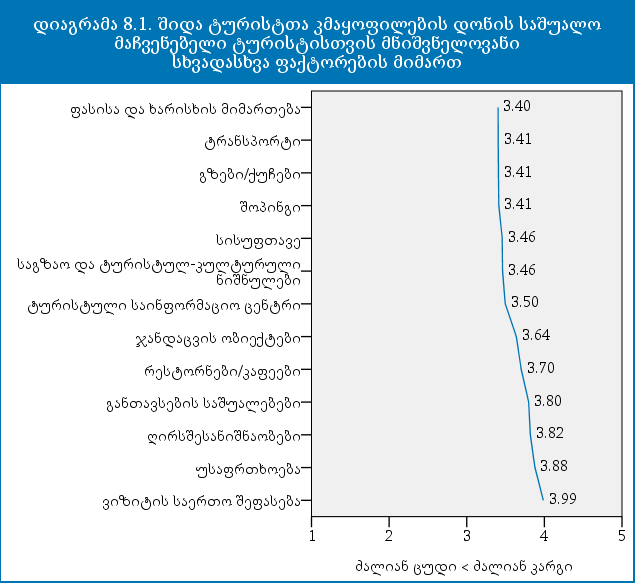 დიაგრამა 8.1. შიდა ტურისტთა კმაყოფილების დონის საშუალო
მაჩვენებელი ტურისტისთვის მნიშვნელოვანი
სხვადასხვა ფაქტორების მიმართ
ფასისა და ხარისხის მიმართება 3.40
ტრანსპორტი 3.41
გზები/ქუჩები 3.41
შოპინგი 3.41
სისუფთავე 3.46
საგზაო და ტურისტულ-კულტურული
ნიშნულები 3.46
ტურისტული საინფორმაციო ცენტრი 3.50
ჯანდაცვის ობიექტები 3.64
რესტორნები/კაფეები 3.70
განთავსების საშუალებები 3.80
ღირსშესანიშნაობები 3.82
უსაფრთხოება 3.88
ვიზიტის საერთო შეფასება 3.99
1 2 3 4 5
ძალიან ცუდი < ძალიან კარგი